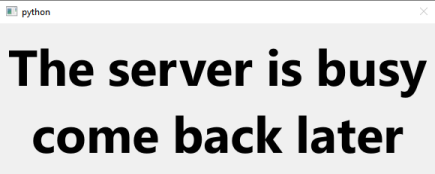 python
The server is busy
come back later